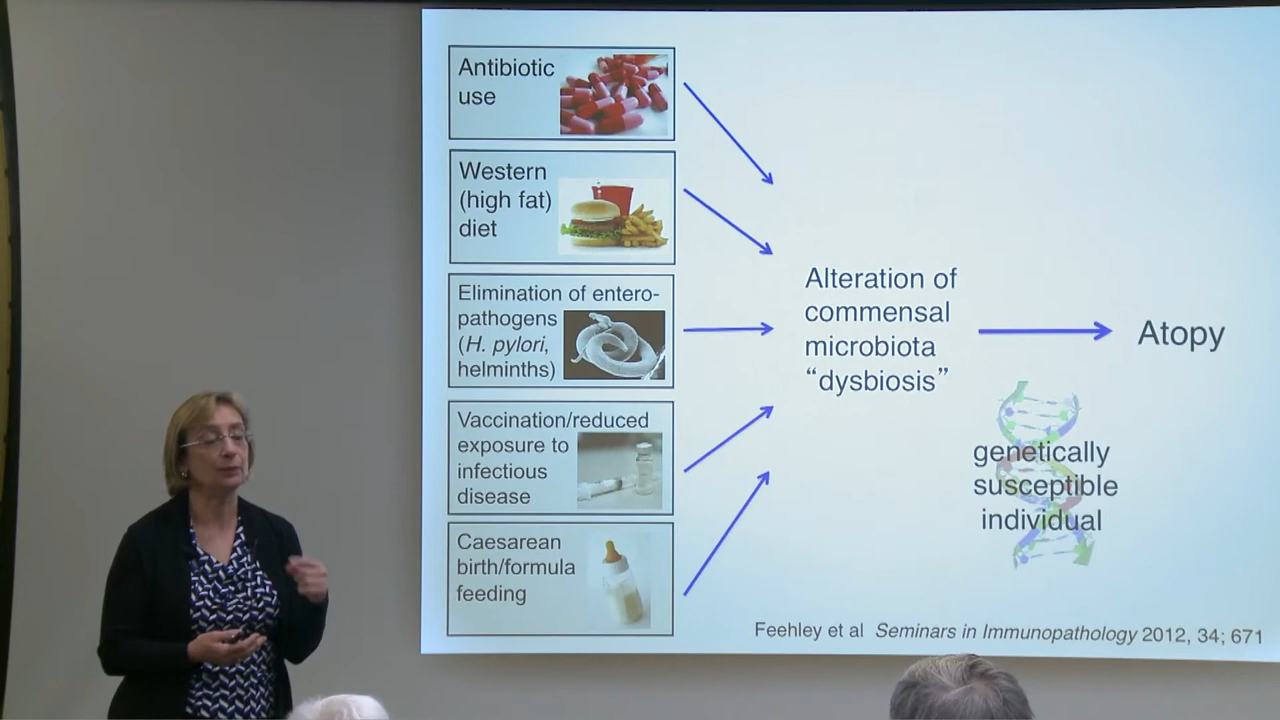 Antibiotic
use
Western
(high fat)
diet
Elimination of entero-
pathogens
(H. pylori,
helminths)
Vaccination/reduced
exposure to
infectious
disease
Caesarean
birth/formula
feeding
Alteration of
commensal
microbiota
“dysbiosis”
Atopy
genetically
susceptible
individual
Feehley et al Seminars in Immunopathology 2012, 34; 671